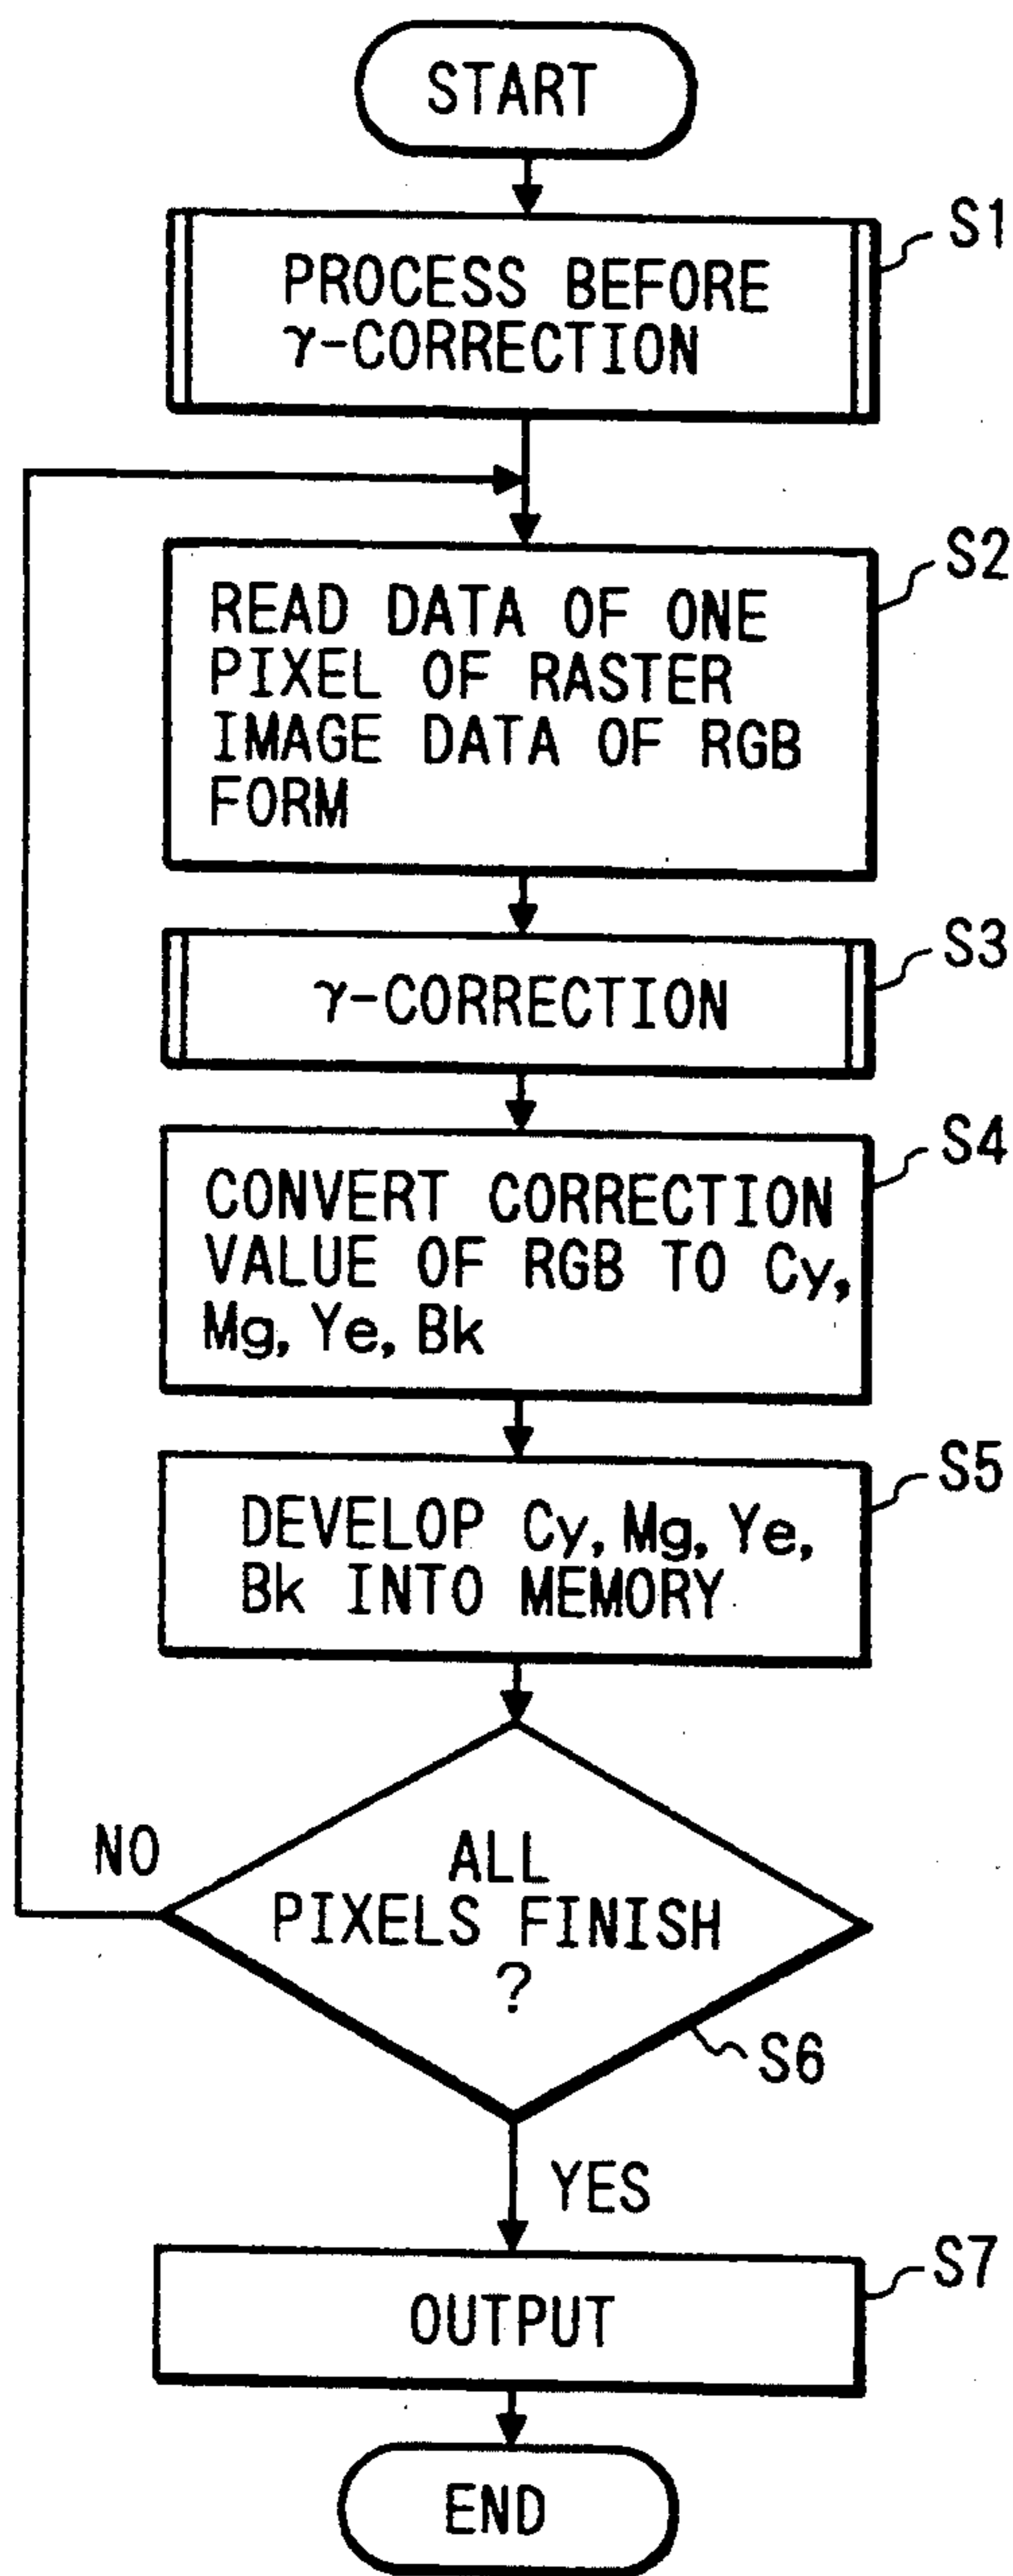 START
S1
PROCESS BEFORE
γ-CORRECTION
S2
READ DATA OF ONE
PIXEL OF RASTER
IMAGE DATA OF RGB
FORM
S3
γ-CORRECTION
S4
CONVERT CORRECTION
VALUE OF RGB TO Cy,
Mg, Ye, Bk
S5
DEVELOP Cy, Mg, Ye,
Bk INTO MEMORY
NO
ALL
PIXELS FINISH
?
S6
YES
S7
OUTPUT
END